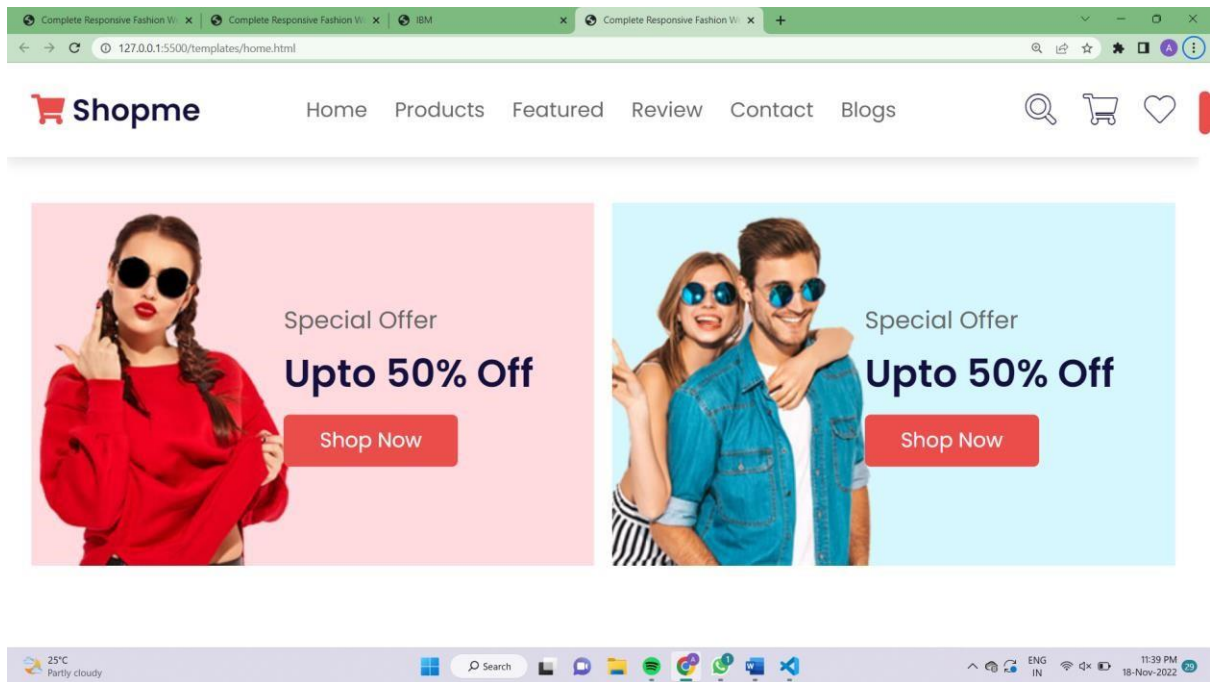 Complete Responsive Fashion W
Complete Responsive Fashion W
IBM
Complete Responsive Fashion W
127.0.0.1:5500/templates/home.html
A
Shopme
Home Products Featured Review Contact Blogs
Special Offer
Upto 50% Off
Shop Now
Special Offer
Upto 50% Off
Shop Now
25°C
Partly cloudy
Search
ENG
IN
11:39 PM
18-Nov-2022
29